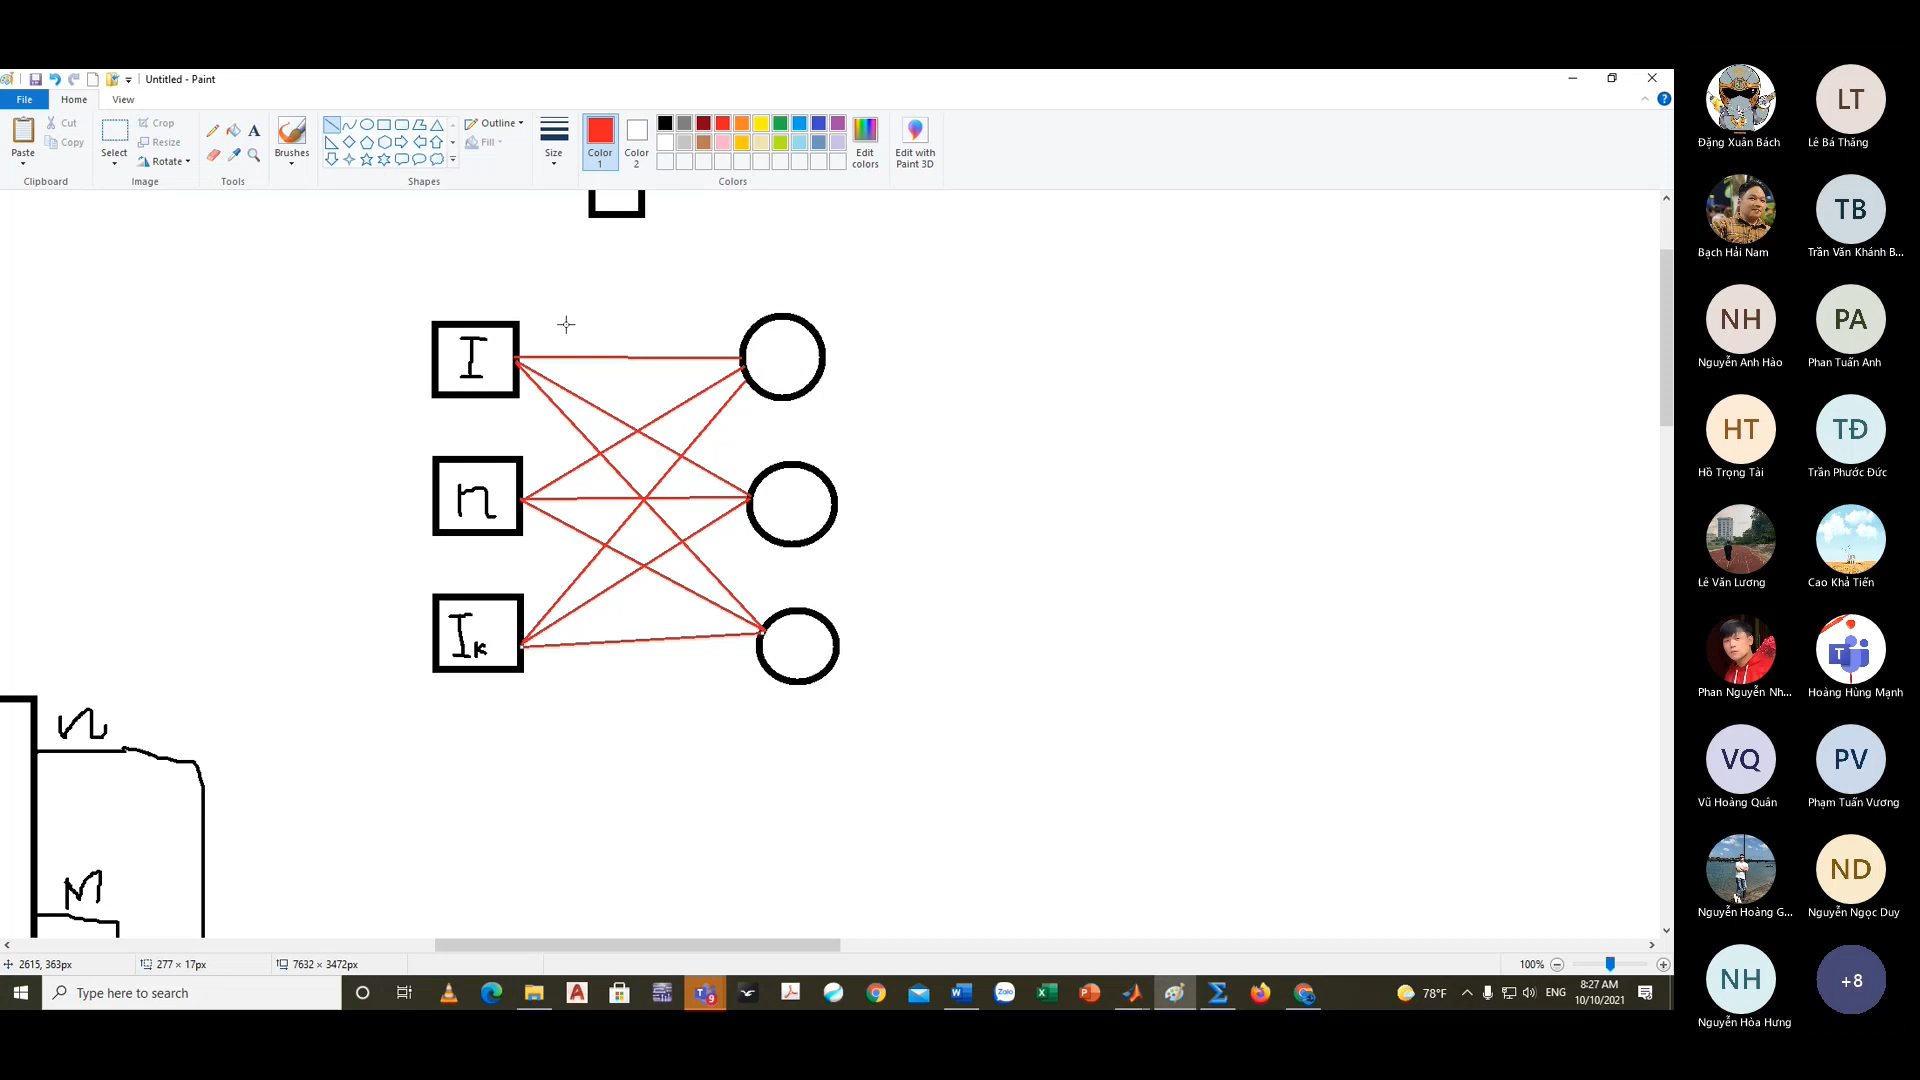 Untitled - Paint
File
Home
View
Paste
Cut
Copy
Clipboard
Select
Crop
Resize
Rotate
Image
Tools
Brushes
Shapes
Outline
Fill
Size
Color
1
Color
2
Colors
Edit
colors
Edit with
Paint 3D
I
n
Ik
n
M
2615, 363px
277 × 17px
7632 × 3472px
100%
Type here to search
9
78°F
ENG
8:27 AM
10/10/2021
Đặng Xuân Bách
LT
Lê Bá Thăng
Bạch Hải Nam
TB
Trần Văn Khánh B...
NH
Nguyễn Anh Hào
PA
Phan Tuấn Anh
HT
Hồ Trọng Tài
TĐ
Trần Phước Đức
Lê Văn Lương
Cao Khả Tiến
Phan Nguyễn Nh...
T
Hoàng Hùng Mạnh
VQ
Vũ Hoàng Quân
PV
Phạm Tuấn Vương
Nguyễn Hoàng G...
ND
Nguyễn Ngọc Duy
NH
Nguyễn Hòa Hưng
+8